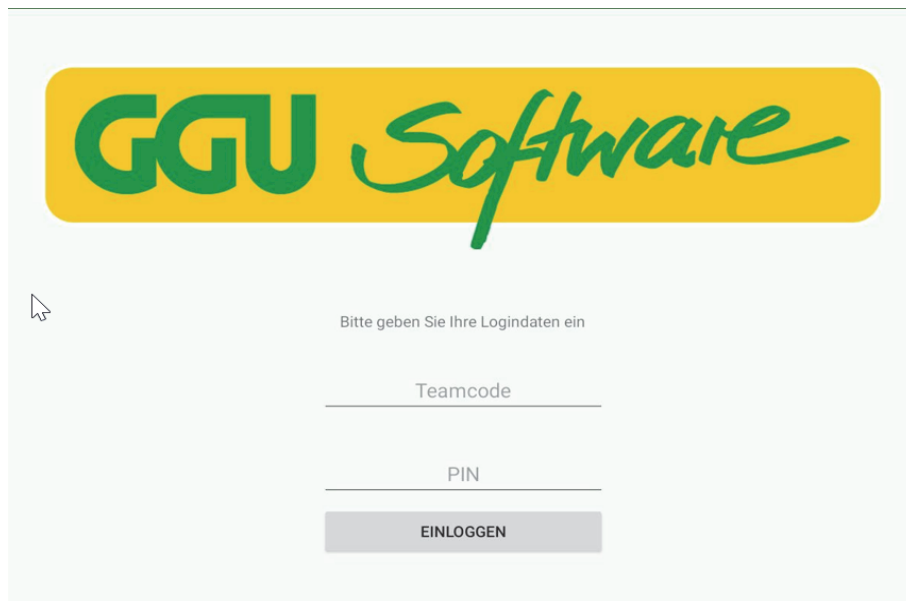 GGU Software
Bitte geben Sie Ihre Logindaten ein
Teamcode
PIN
EINLOGGEN